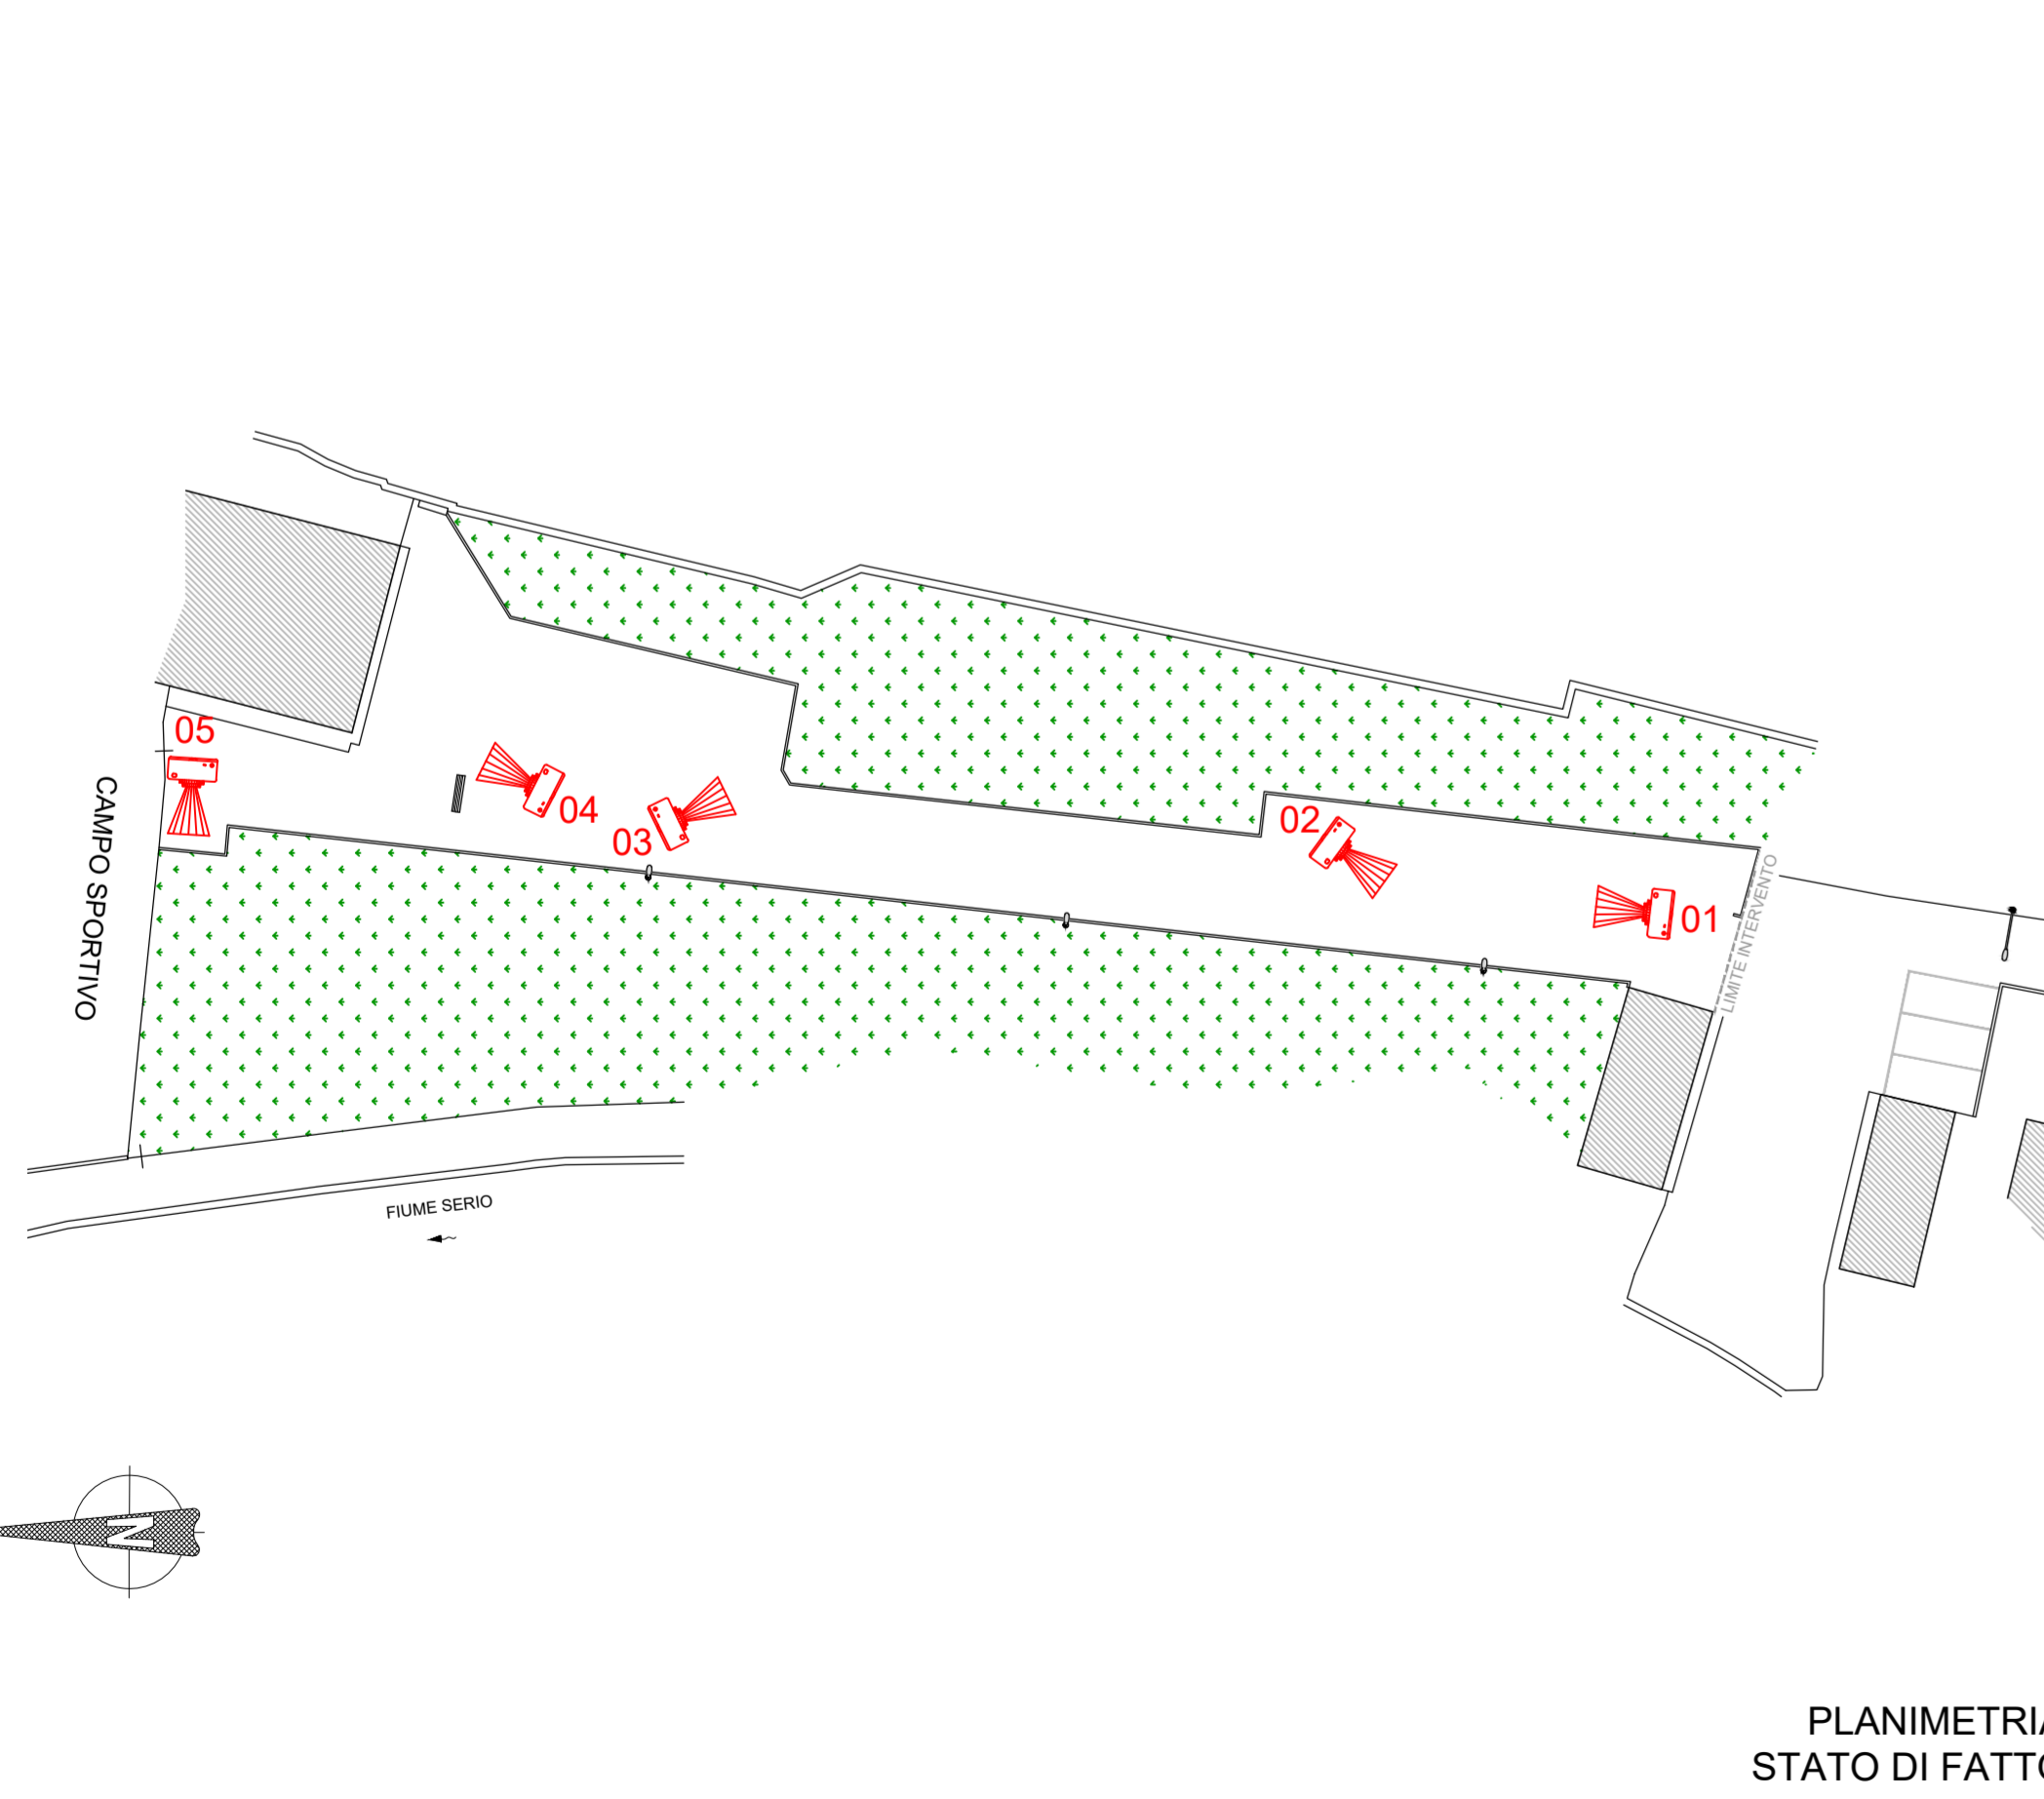 05
04
03
02
01
CAMPO SPORTIVO
LIMITE INTERVENTO
FIUME SERIO
N
PLANIMETRIA
STATO DI FATTO